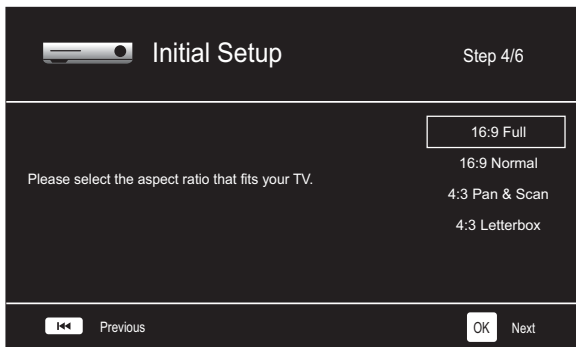 Initial Setup
Step 4/6
Please select the aspect ratio that fits your TV.
16:9 Full
16:9 Normal
4:3 Pan & Scan
4:3 Letterbox
Previous
OK Next